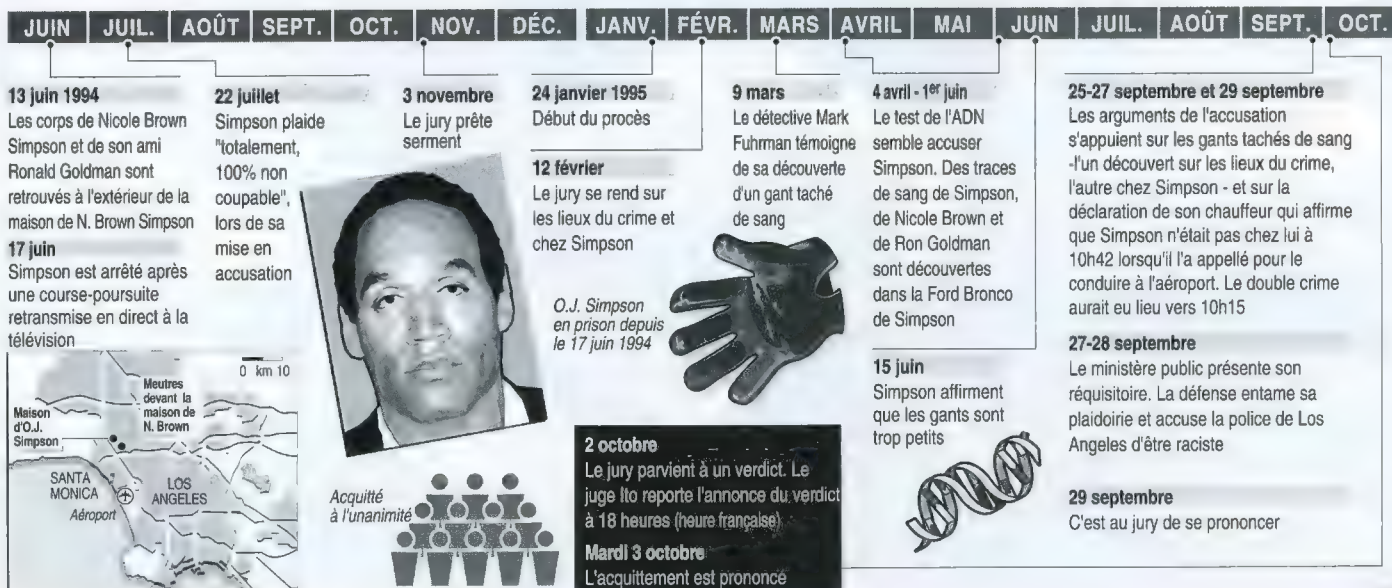 JUIN JUIL. AOÛT SEPT. OCT. NOV. DÉC. JANV. FÉVR. MARS AVRIL MAI JUIN JUIL. AOÛT SEPT. OCT.
13 juin 1994
Les corps de Nicole Brown
Simpson et de son ami
Ronald Goldman sont
retrouvés à l'extérieur de la
maison de N. Brown Simpson
17 juin
Simpson est arrêté après
une course-poursuite
retransmise en direct à la
télévision
22 juillet
Simpson plaide
"totalement,
100% non
coupable",
lors de sa
mise en
accusation
3 novembre
Le jury prête
serment
24 janvier 1995
Début du procès
12 février
Le jury se rend sur
les lieux du crime et
chez Simpson
O.J. Simpson
en prison depuis
le 17 juin 1994
9 mars
Le détective Mark
Fuhrman témoigne
de sa découverte
d'un gant taché
de sang
4 avril - 1er juin
Le test de l'ADN
semble accuser
Simpson. Des traces
de sang de Simpson,
de Nicole Brown et
de Ron Goldman
sont découvertes
dans la Ford Bronco
de Simpson
15 juin
Simpson affirment
que les gants sont
trop petits
25-27 septembre et 29 septembre
Les arguments de l'accusation
s'appuient sur les gants tachés de sang
-l'un découvert sur les lieux du crime,
l'autre chez Simpson - et sur la
déclaration de son chauffeur qui affirme
que Simpson n'était pas chez lui à
10h42 lorsqu'il l'a appellé pour le
conduire à l'aéroport. Le double crime
aurait eu lieu vers 10h15
27-28 septembre
Le ministère public présente son
réquisitoire. La défense entame sa
plaidoirie et accuse la police de Los
Angeles d'être raciste
29 septembre
C'est au jury de se prononcer
0 km 10
Meutres
devant la
maison de
N. Brown
Maison
d'O.J.
Simpson
SANTA
MONICA
LOS
ANGELES
Aéroport
Acquitté
à l'unanimité
2 octobre
Le jury parvient à un verdict. Le
juge Ito reporte l'annonce du verdict
à 18 heures (heure française)
Mardi 3 octobre
L'acquittement est prononcé